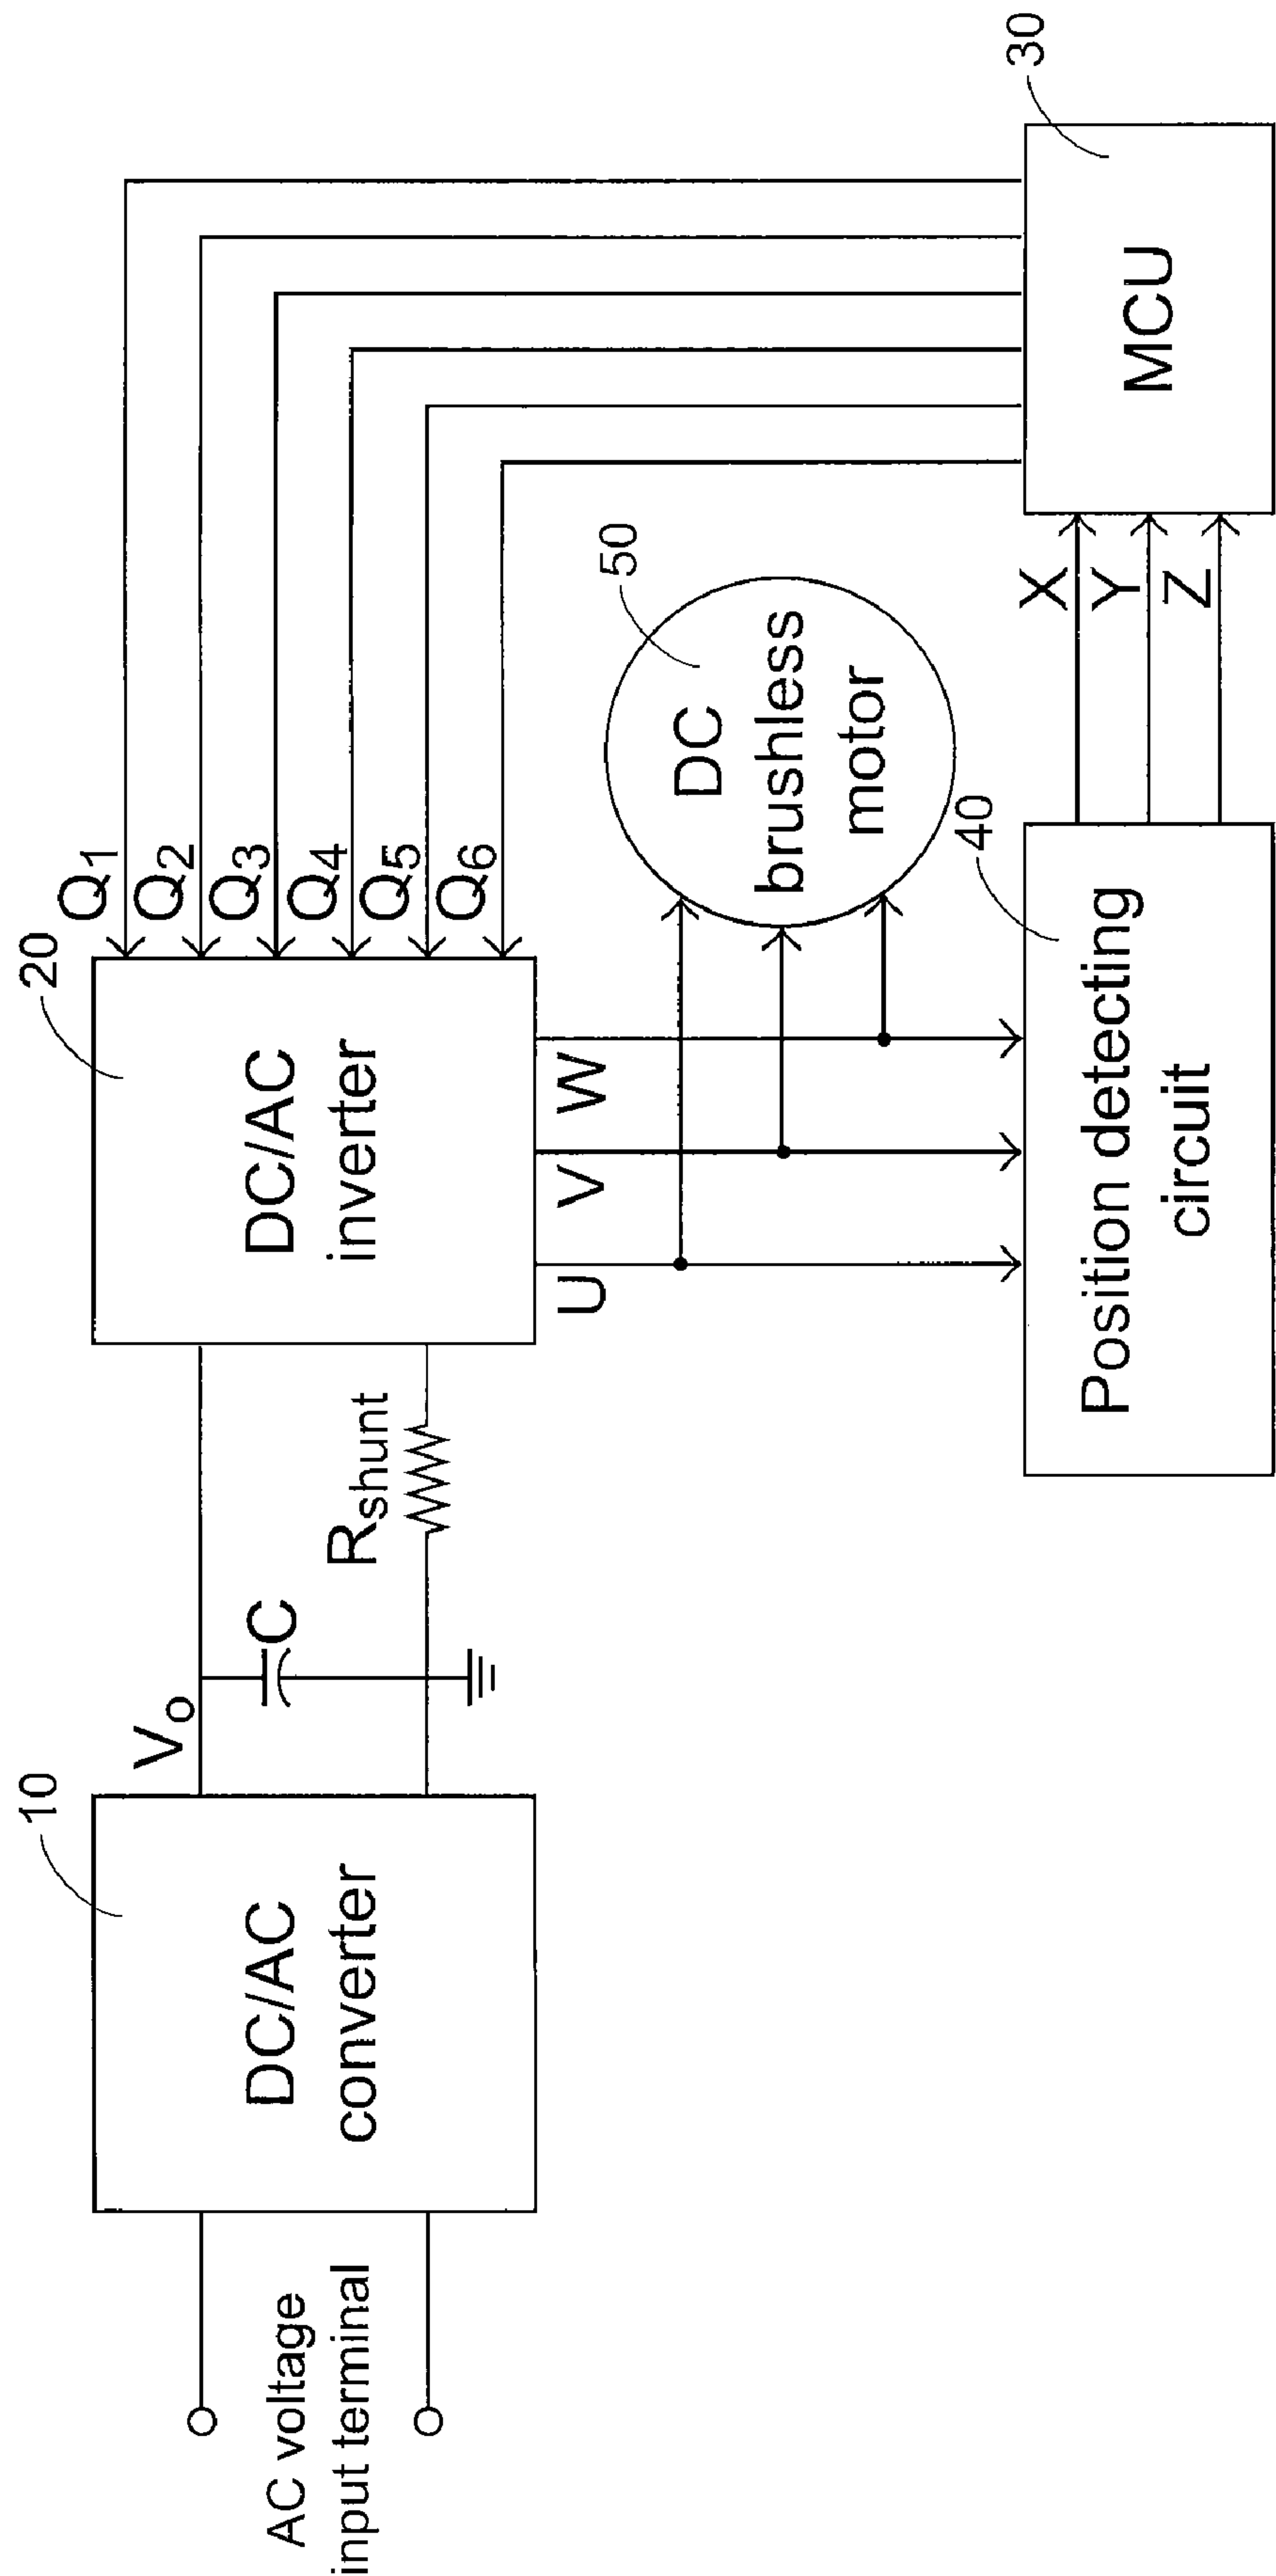 10
DC/AC
converter
AC voltage
input terminal
Vo
C
Rshunt
20
DC/AC
inverter
Q1
Q2
Q3
Q4
Q5
Q6
U
V
W
50
DC
brushless
motor
40
Position detecting
circuit
X
Y
Z
30
MCU